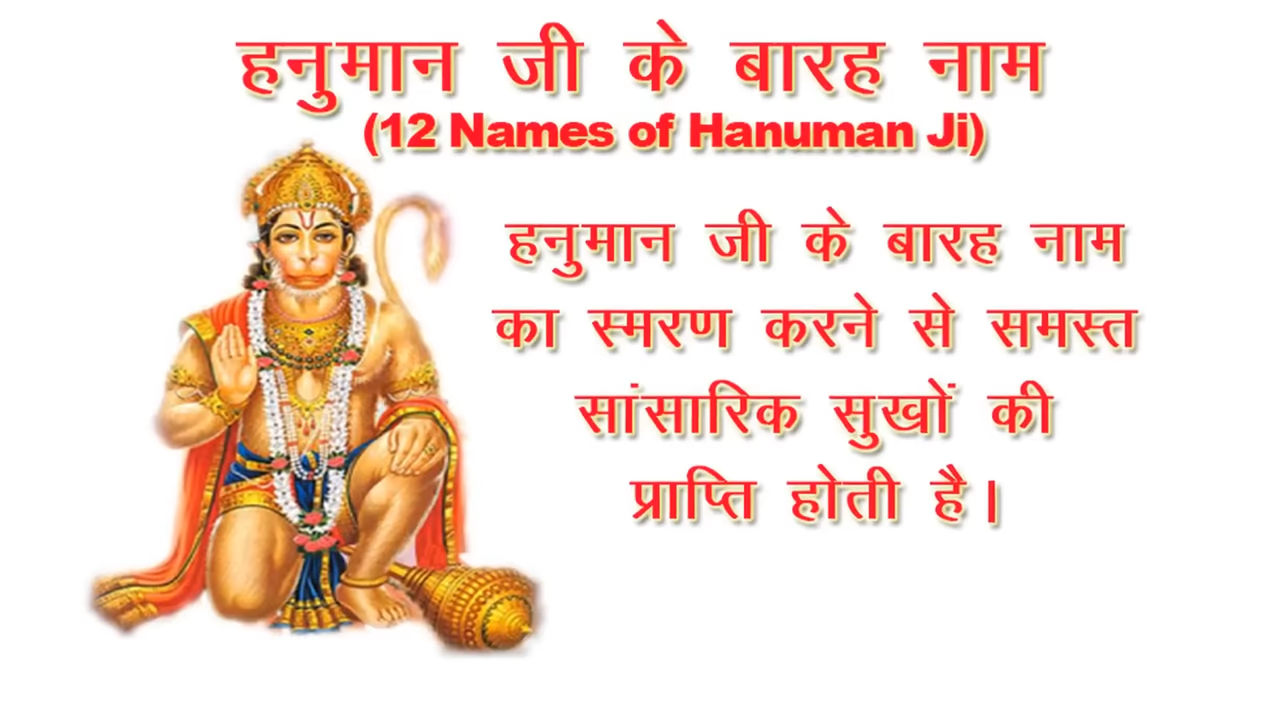 हनुमान जी के बारह नाम
(12 Names of Hanuman Ji)
हनुमान जी के बारह नाम
का स्मरण करने से समस्त
सांसारिक सुखों की
प्राप्ति होती है।